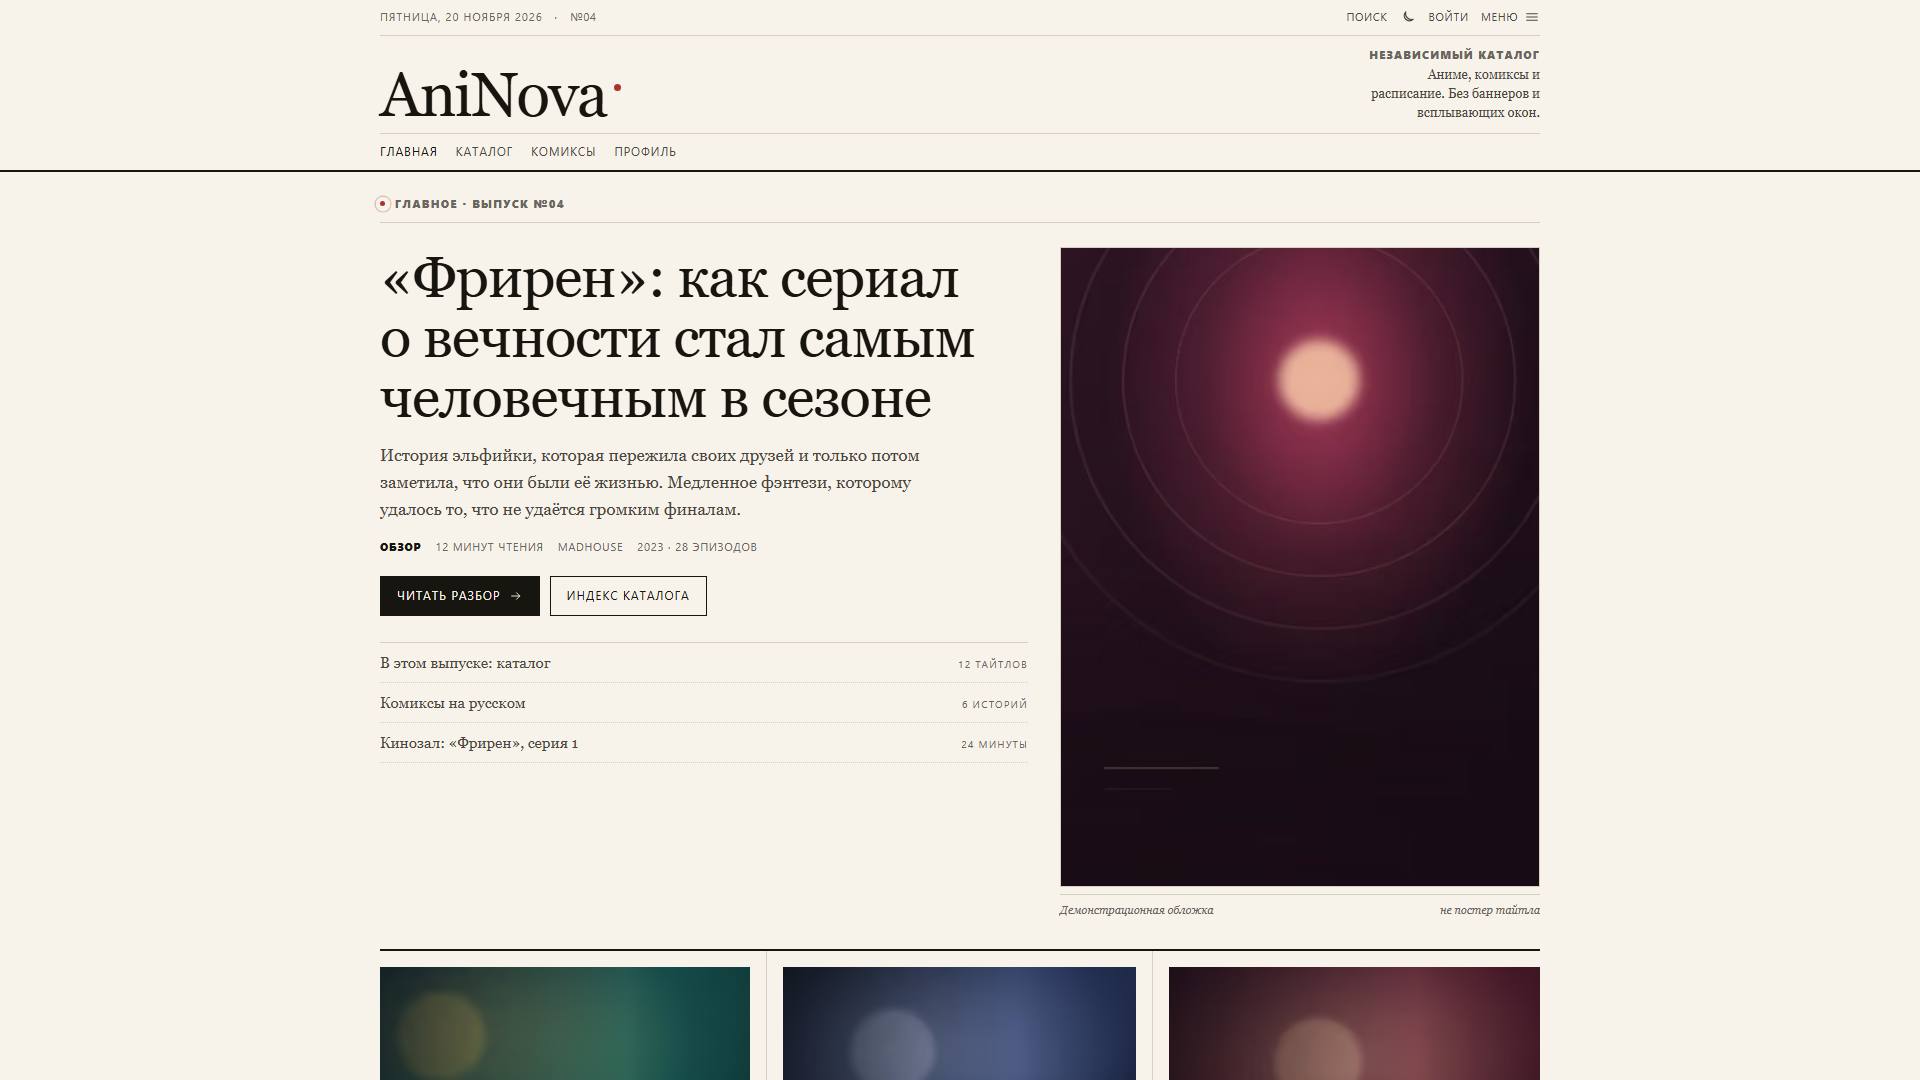 ПЯТНИЦА, 20 НОЯБРЯ 2026 · №04
ПОИСК ВОЙТИ МЕНЮ
AniNova
НЕЗАВИСИМЫЙ КАТАЛОГ
Аниме, комиксы и
расписание. Без баннеров и
всплывающих окон.
ГЛАВНАЯ КАТАЛОГ КОМИКСЫ ПРОФИЛЬ
ГЛАВНОЕ · ВЫПУСК №04
«Фрирен»: как сериал
о вечности стал самым
человечным в сезоне
История эльфийки, которая пережила своих друзей и только потом
заметила, что они были её жизнью. Медленное фэнтези, которому
удалось то, что не удаётся громким финалам.
ОБЗОР 12 МИНУТ ЧТЕНИЯ MADHOUSE 2023 · 28 ЭПИЗОДОВ
ЧИТАТЬ РАЗБОР →
ИНДЕКС КАТАЛОГА
В этом выпуске: каталог 12 ТАЙТЛОВ
Комиксы на русском 6 ИСТОРИЙ
Кинозал: «Фрирен», серия 1 24 МИНУТЫ
Демонстрационная обложка не постер тайтла